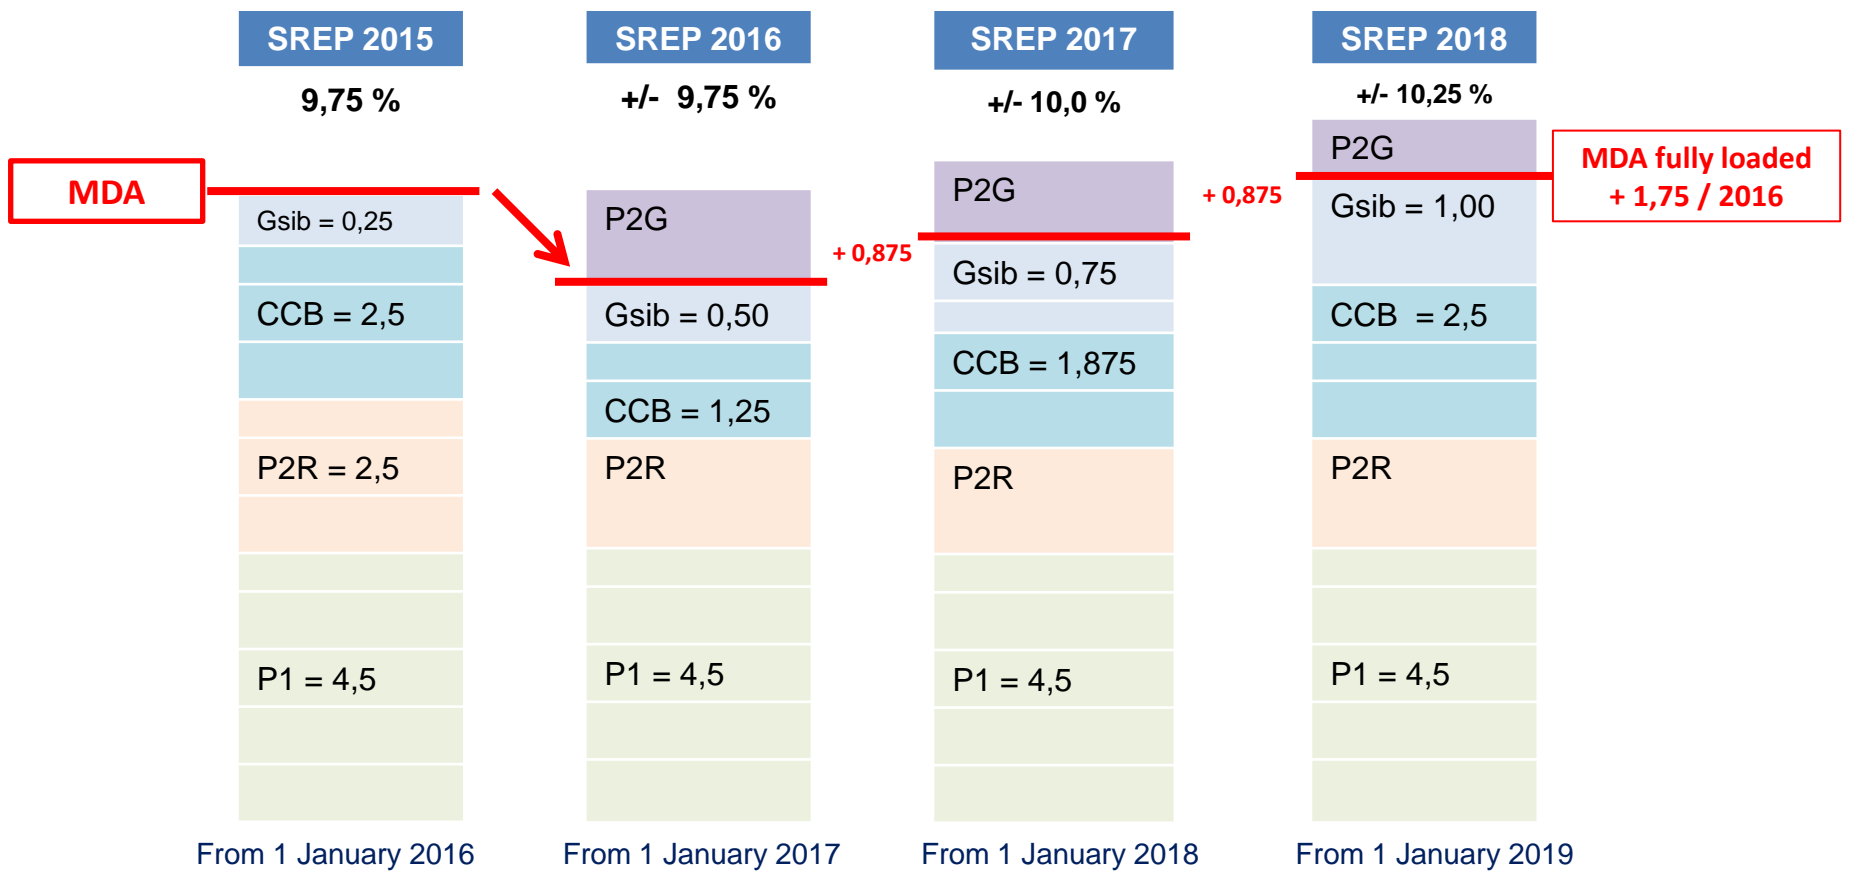 SREP 2015
SREP 2016
SREP 2017
SREP 2018
9,75 %
+/- 9,75 %
+/- 10,0 %
+/- 10,25 %
MDA
Gsib = 0,25
CCB = 2,5
P2R = 2,5
P1 = 4,5
P2G
Gsib = 0,50
CCB = 1,25
P2R
P1 = 4,5
+ 0,875
P2G
Gsib = 0,75
CCB = 1,875
P2R
P1 = 4,5
+ 0,875
P2G
Gsib = 1,00
CCB = 2,5
P2R
P1 = 4,5
MDA fully loaded
+ 1,75 / 2016
From 1 January 2016
From 1 January 2017
From 1 January 2018
From 1 January 2019